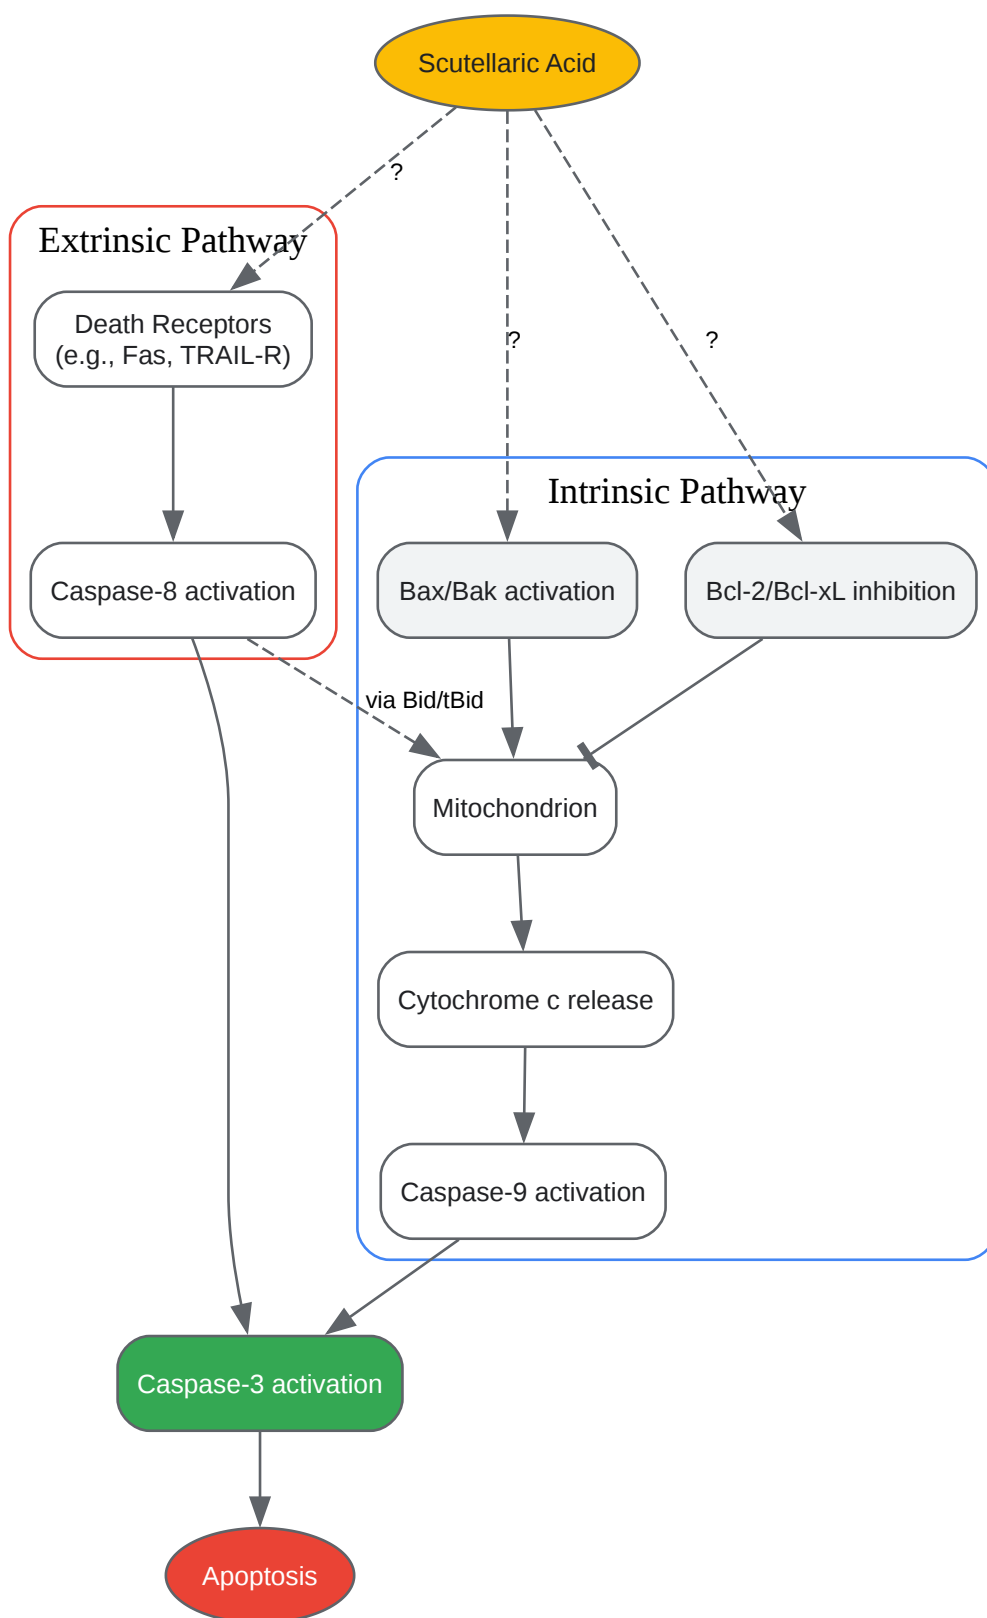 Scutellaric Acid
?
Extrinsic Pathway
Death Receptors
(e.g., Fas, TRAIL-R)
?
?
Intrinsic Pathway
Caspase-8 activation
Bax/Bak activation
Bcl-2/Bcl-xL inhibition
via Bid/tBid
Mitochondrion
Cytochrome c release
Caspase-9 activation
Caspase-3 activation
Apoptosis